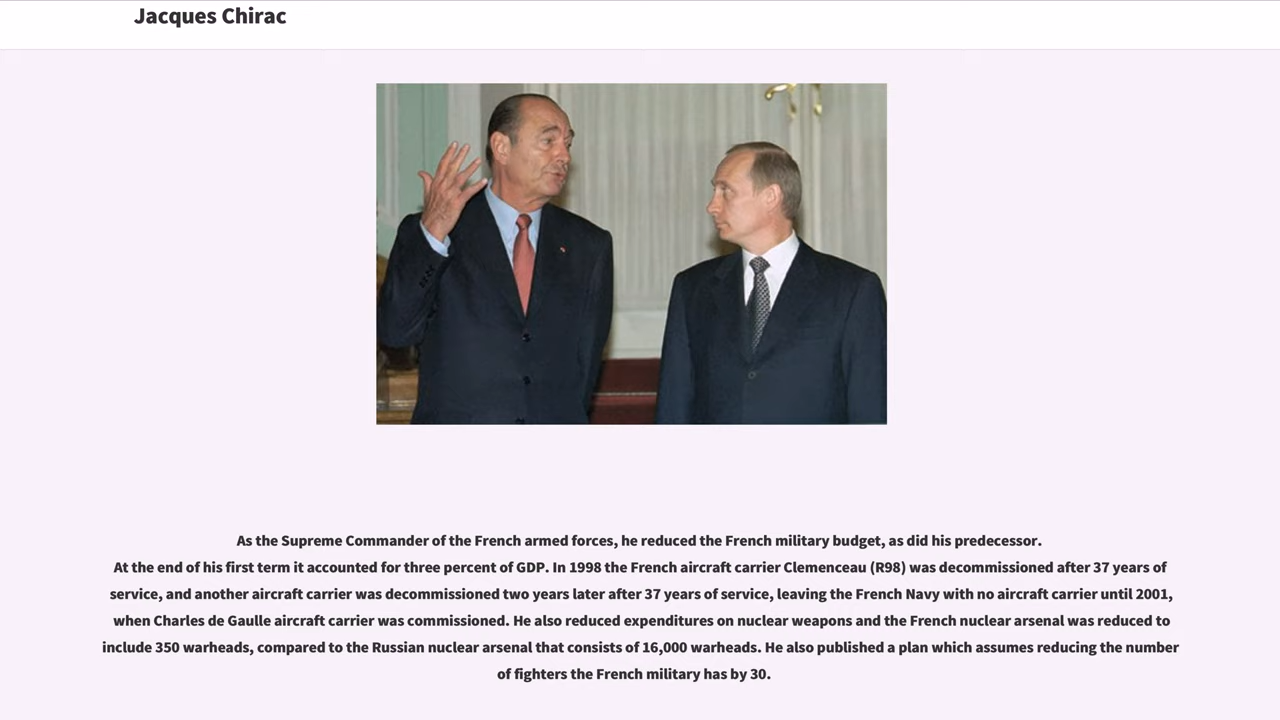 Jacques Chirac
As the Supreme Commander of the French armed forces, he reduced the French military budget, as did his predecessor.
At the end of his first term it accounted for three percent of GDP. In 1998 the French aircraft carrier Clemenceau (R98) was decommissioned after 37 years of
service, and another aircraft carrier was decommissioned two years later after 37 years of service, leaving the French Navy with no aircraft carrier until 2001,
when Charles de Gaulle aircraft carrier was commissioned. He also reduced expenditures on nuclear weapons and the French nuclear arsenal was reduced to
include 350 warheads, compared to the Russian nuclear arsenal that consists of 16,000 warheads. He also published a plan which assumes reducing the number
of fighters the French military has by 30.